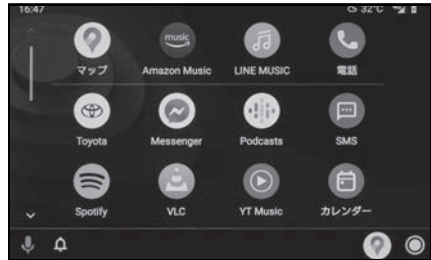 16:47 32°C
マップ Amazon Music LINE MUSIC 電話
Toyota Messenger Podcasts SMS
Spotify VLC YT Music カレンダー
music